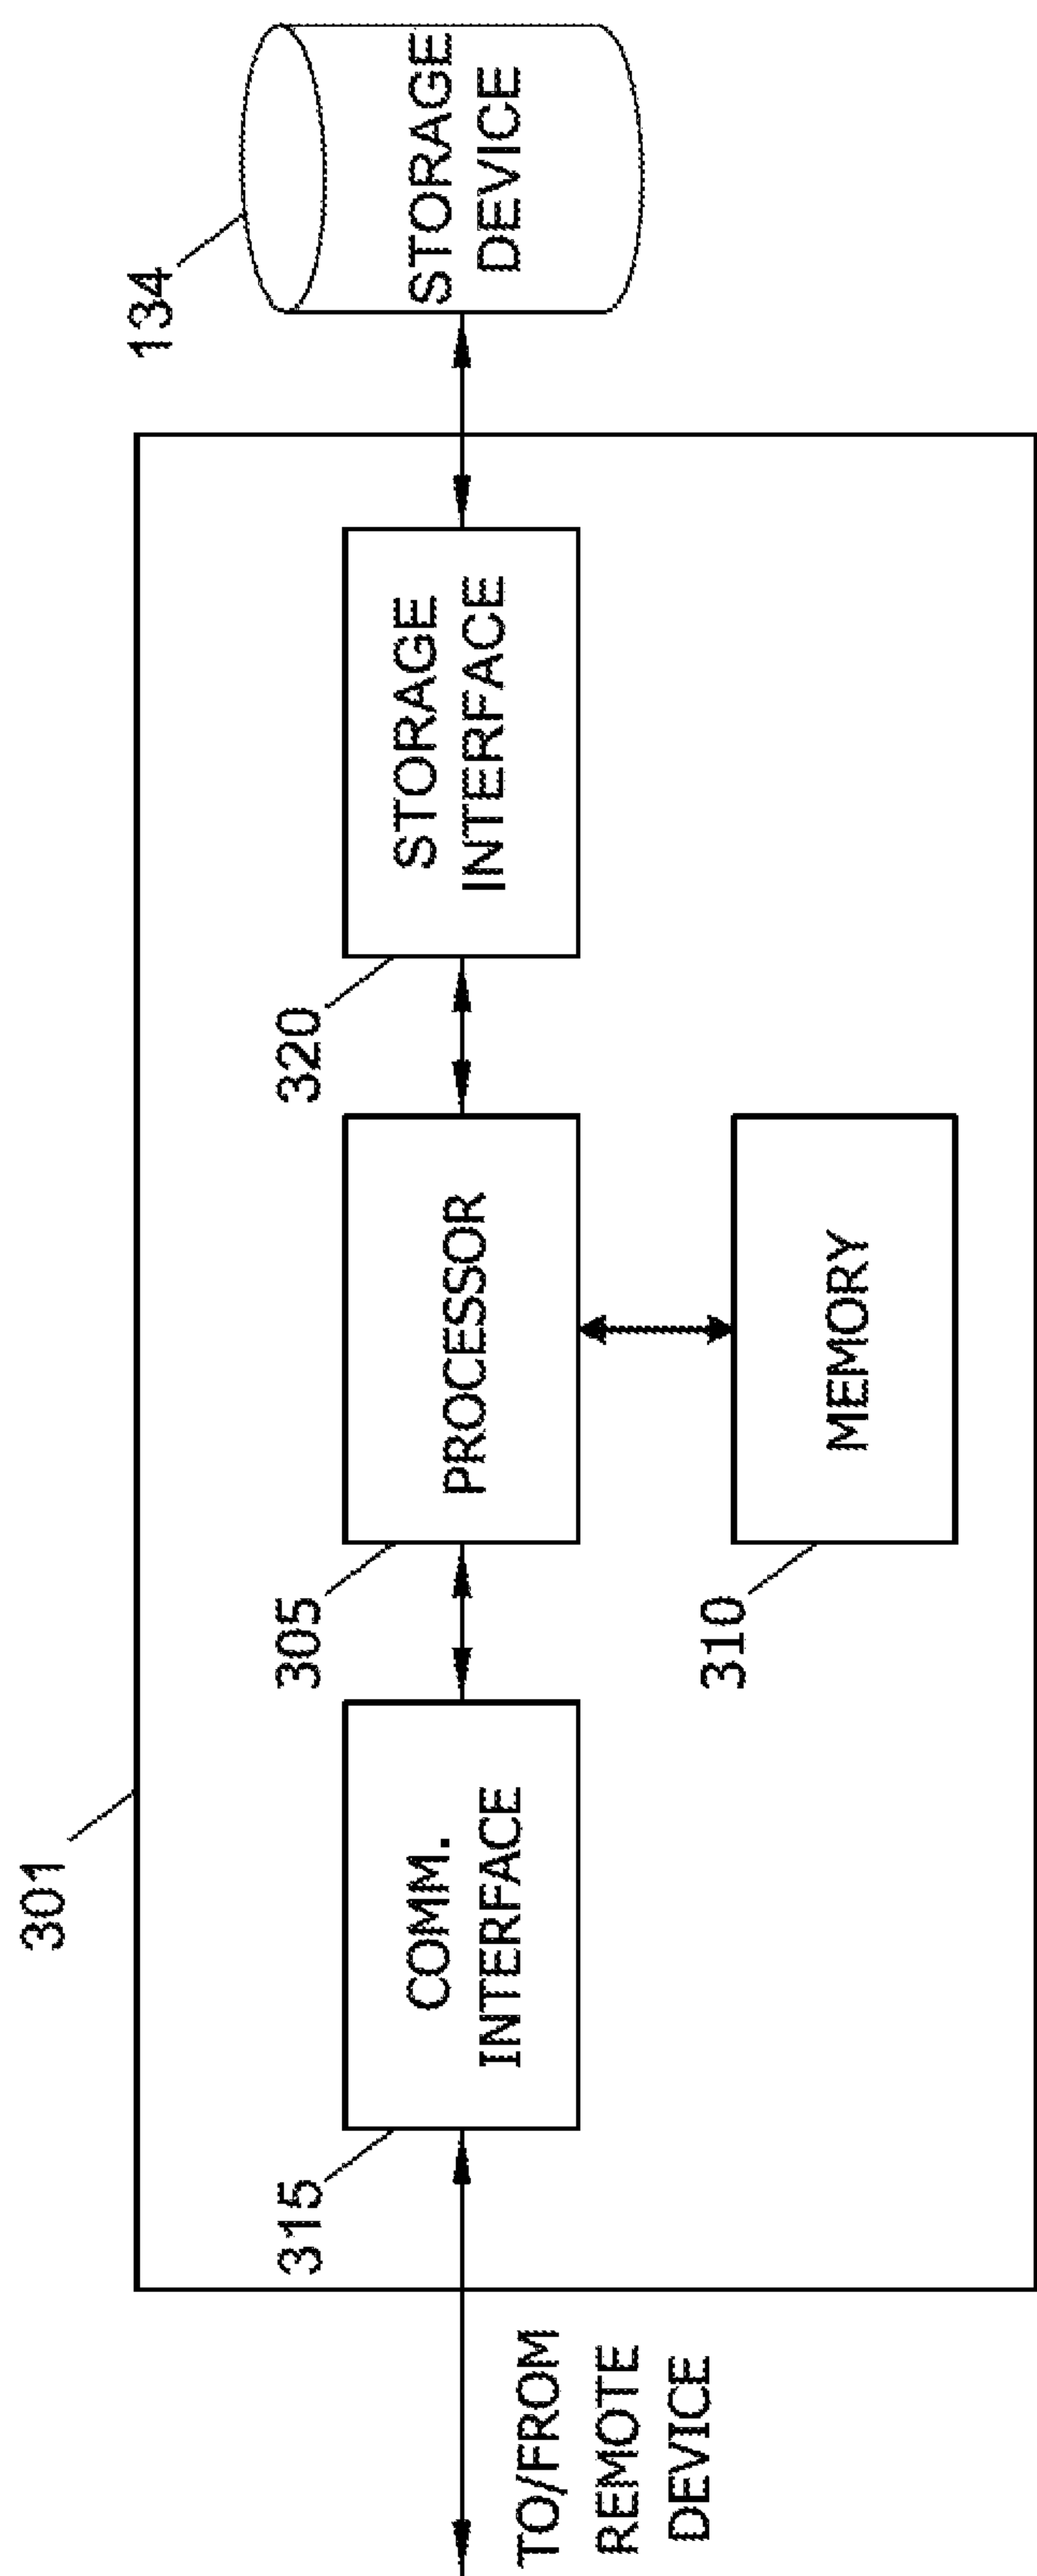 301
134
315
COMM.
INTERFACE
305
PROCESSOR
320
STORAGE
INTERFACE
STORAGE
DEVICE
310
MEMORY
TO/FROM
REMOTE
DEVICE